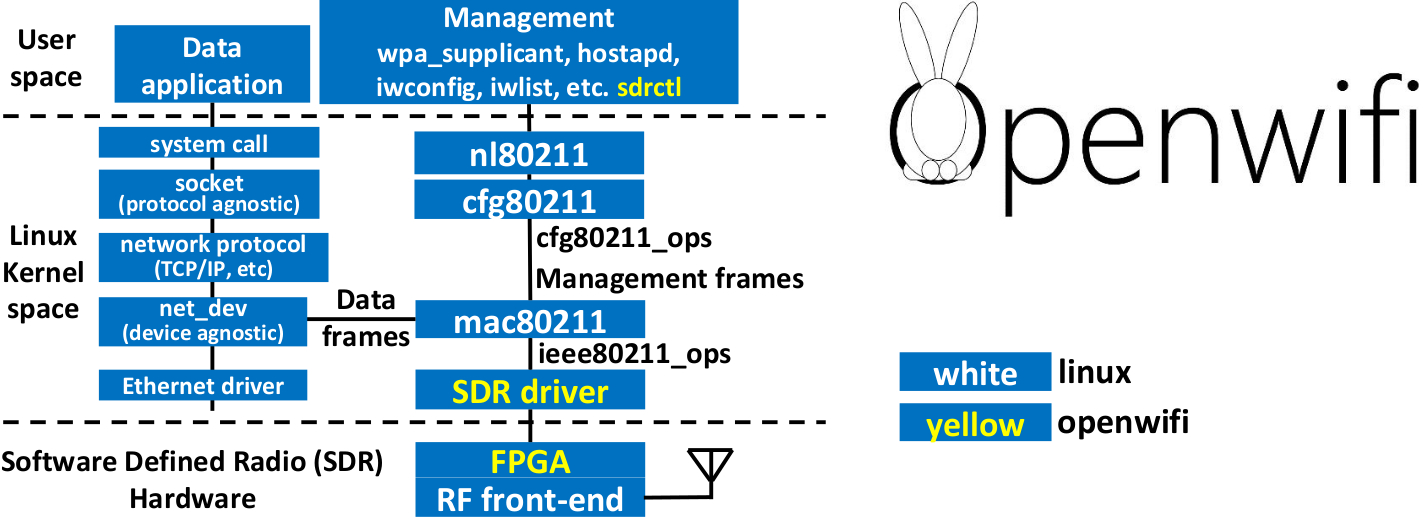 User
space
Data
application
Management
wpa_supplicant, hostapd,
iwconfig, iwlist, etc. sdrctl
Openwifi
Linux
Kernel
space
system call
socket
(protocol agnostic)
network protocol
(TCP/IP, etc)
net_dev
(device agnostic)
Ethernet driver
Data
frames
nl80211
cfg80211
cfg80211_ops
Management frames
mac80211
ieee80211_ops
SDR driver
white linux
yellow openwifi
Software Defined Radio (SDR)
Hardware
FPGA
RF front-end